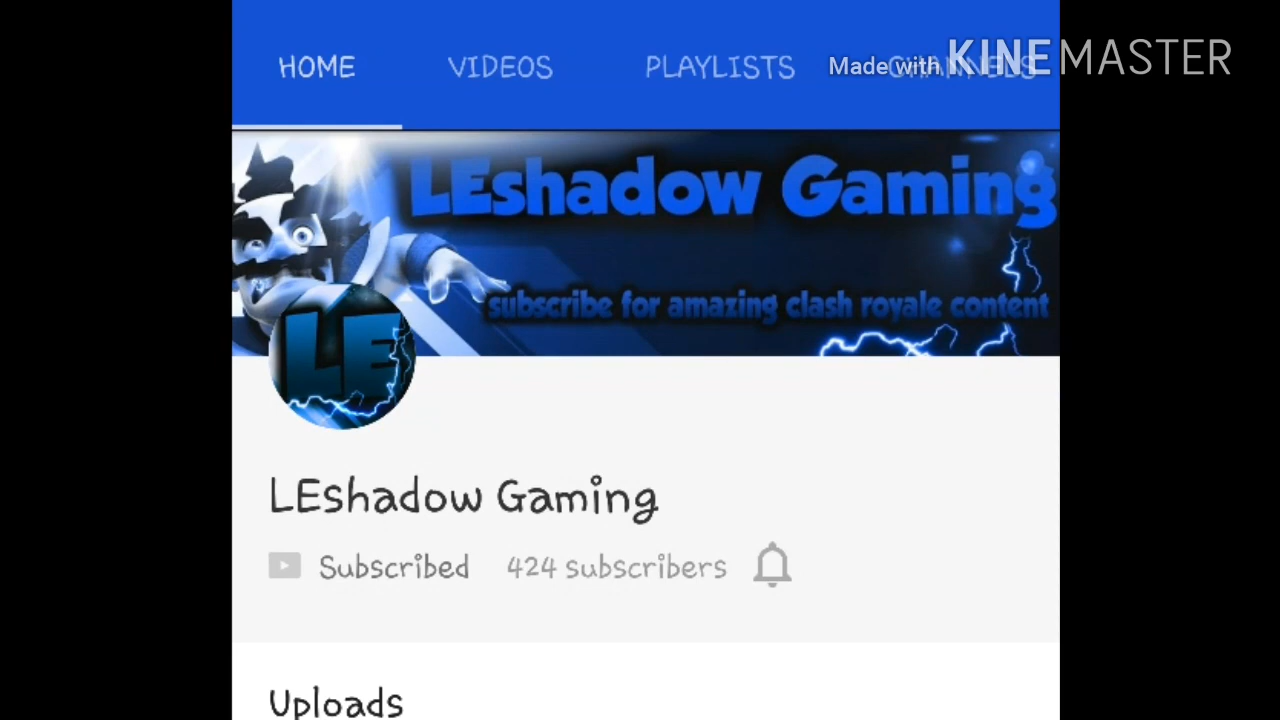 HOME VIDEOS PLAYLISTS CHANNELS
Made with KINEMASTER
LEshadow Gaming
subscribe for amazing clash royale content
LE
LEshadow Gaming
Subscribed 424 subscribers
Uploads